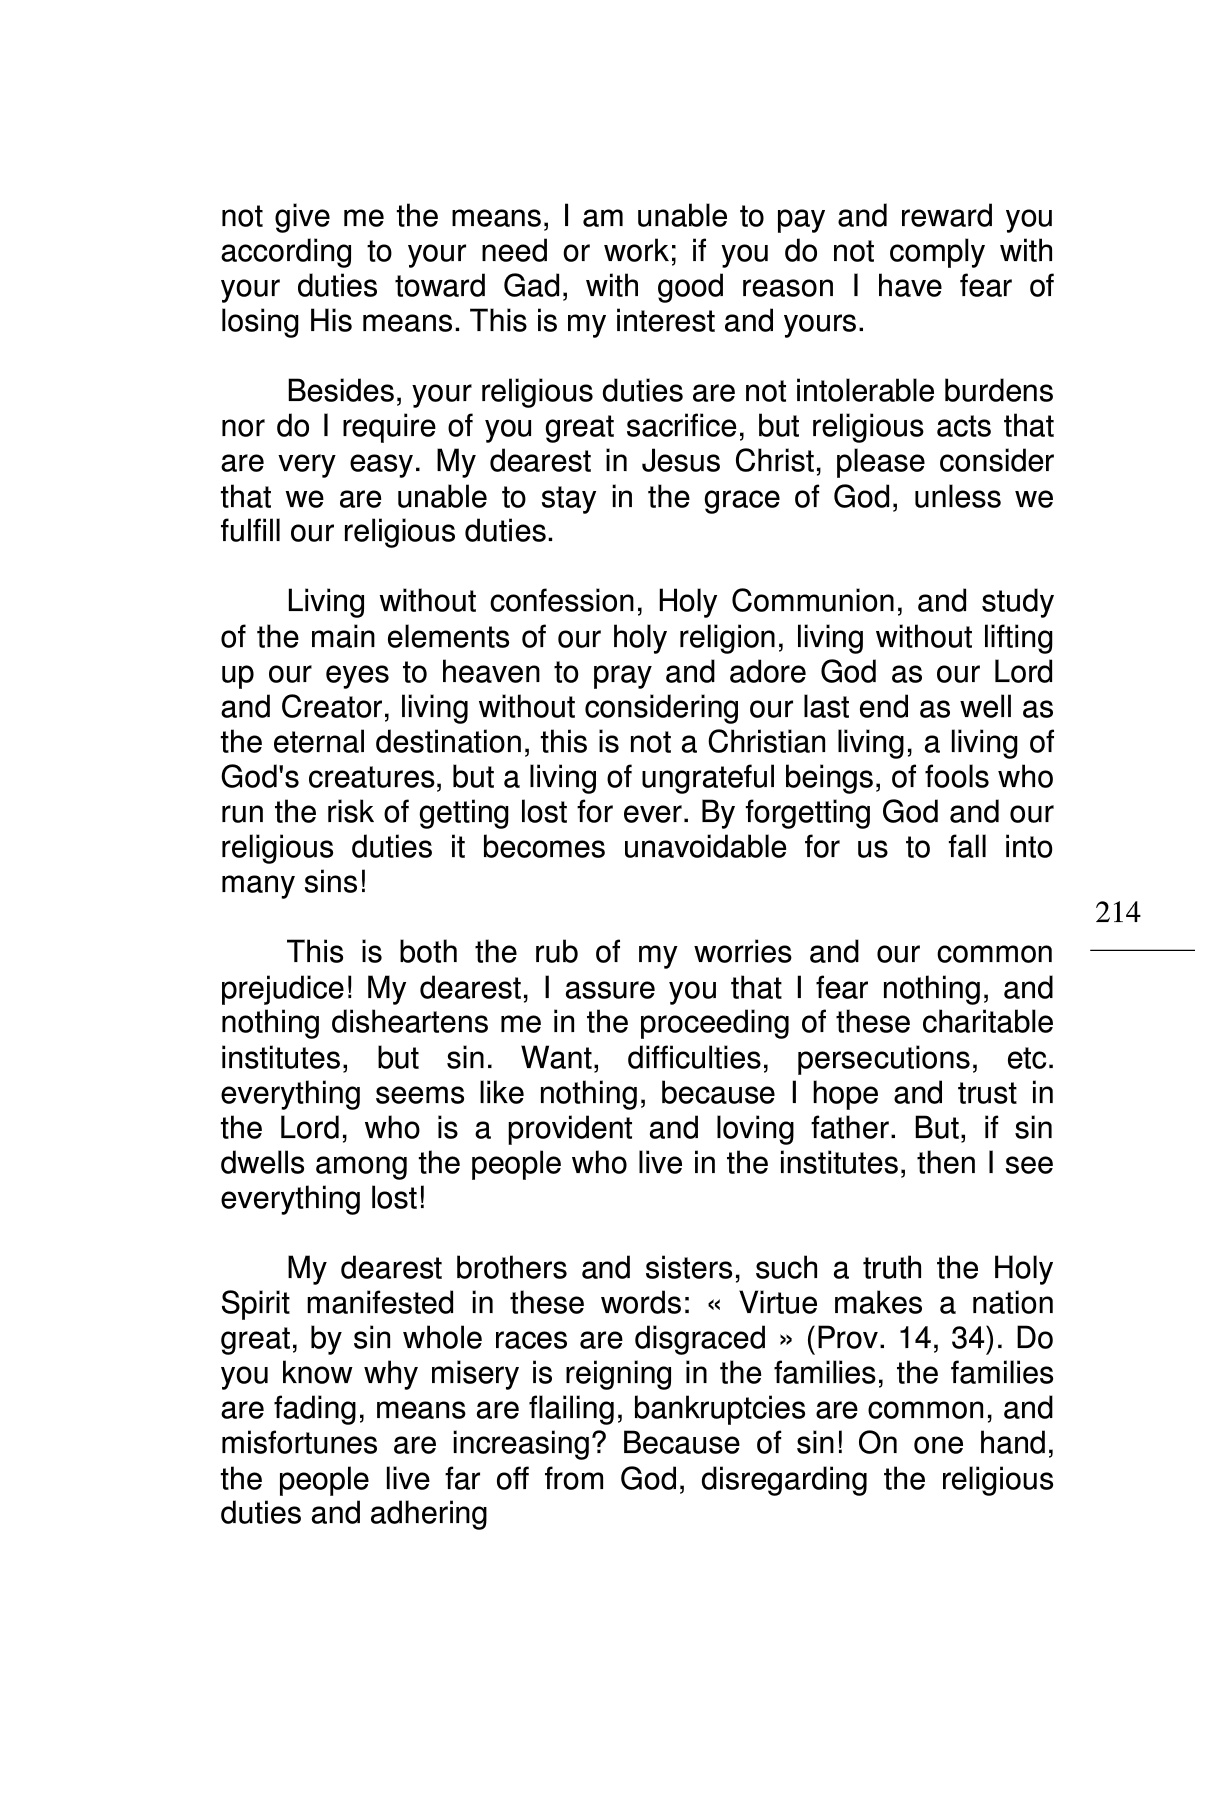 not give me the means, I am unable to pay and reward you
according to your need or work; if you do not comply with
your duties toward Gad, with good reason I have fear of
losing His means. This is my interest and yours.
Besides, your religious duties are not intolerable burdens
nor do I require of you great sacrifice, but religious acts that
are very easy. My dearest in Jesus Christ, please consider
that we are unable to stay in the grace of God, unless we
fulfill our religious duties.
Living without confession, Holy Communion, and study
of the main elements of our holy religion, living without lifting
up our eyes to heaven to pray and adore God as our Lord
and Creator, living without considering our last end as well as
the eternal destination, this is not a Christian living, a living of
God's creatures, but a living of ungrateful beings, of fools who
run the risk of getting lost for ever. By forgetting God and our
religious duties it becomes unavoidable for us to fall into
many sins!
214
This is both the rub of my worries and our common
prejudice! My dearest, I assure you that I fear nothing, and
nothing disheartens me in the proceeding of these charitable
institutes, but sin. Want, difficulties, persecutions, etc.
everything seems like nothing, because I hope and trust in
the Lord, who is a provident and loving father. But, if sin
dwells among the people who live in the institutes, then I see
everything lost!
My dearest brothers and sisters, such a truth the Holy
Spirit manifested in these words: « Virtue makes a nation
great, by sin whole races are disgraced » (Prov. 14, 34). Do
you know why misery is reigning in the families, the families
are fading, means are flailing, bankruptcies are common, and
misfortunes are increasing? Because of sin! On one hand,
the people live far off from God, disregarding the religious
duties and adhering